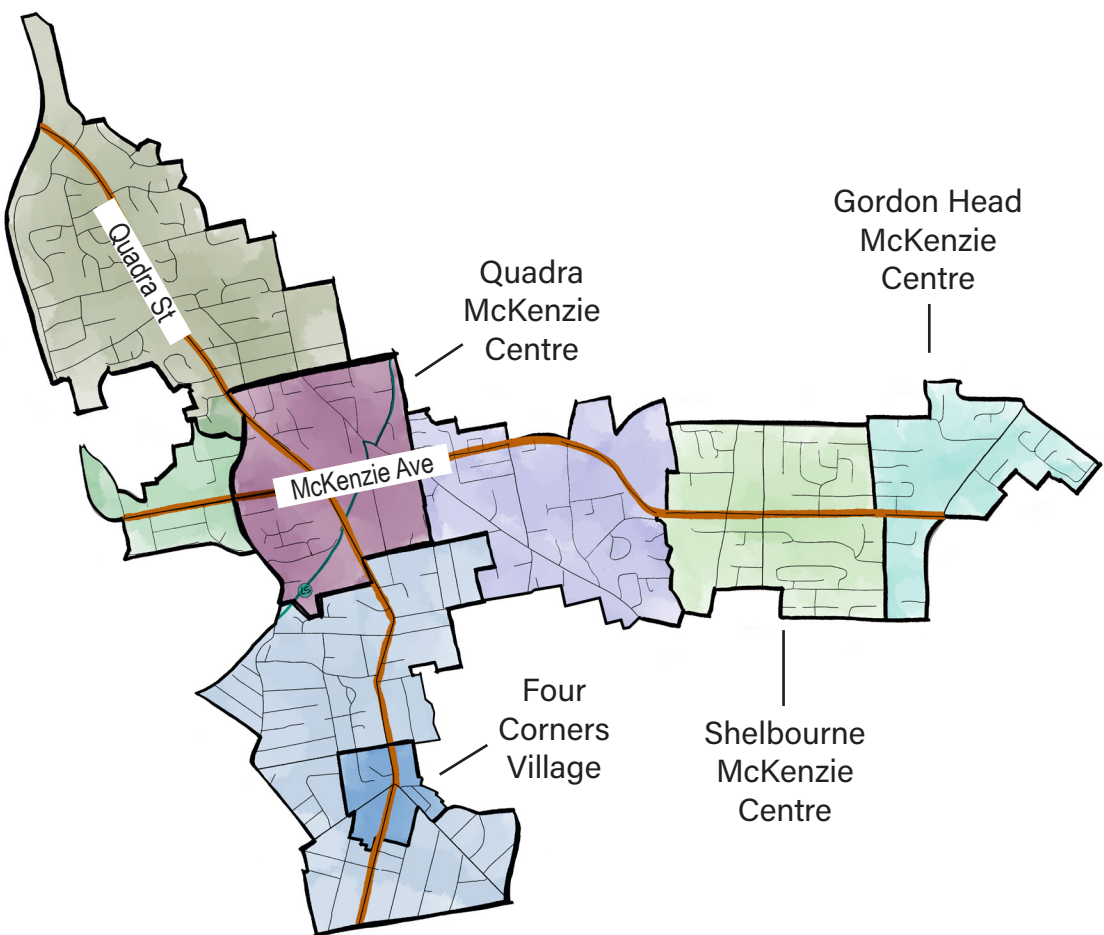 Quadra St
Quadra
McKenzie
Centre
Gordon Head
McKenzie
Centre
McKenzie Ave
Four
Corners
Village
Shelbourne
McKenzie
Centre